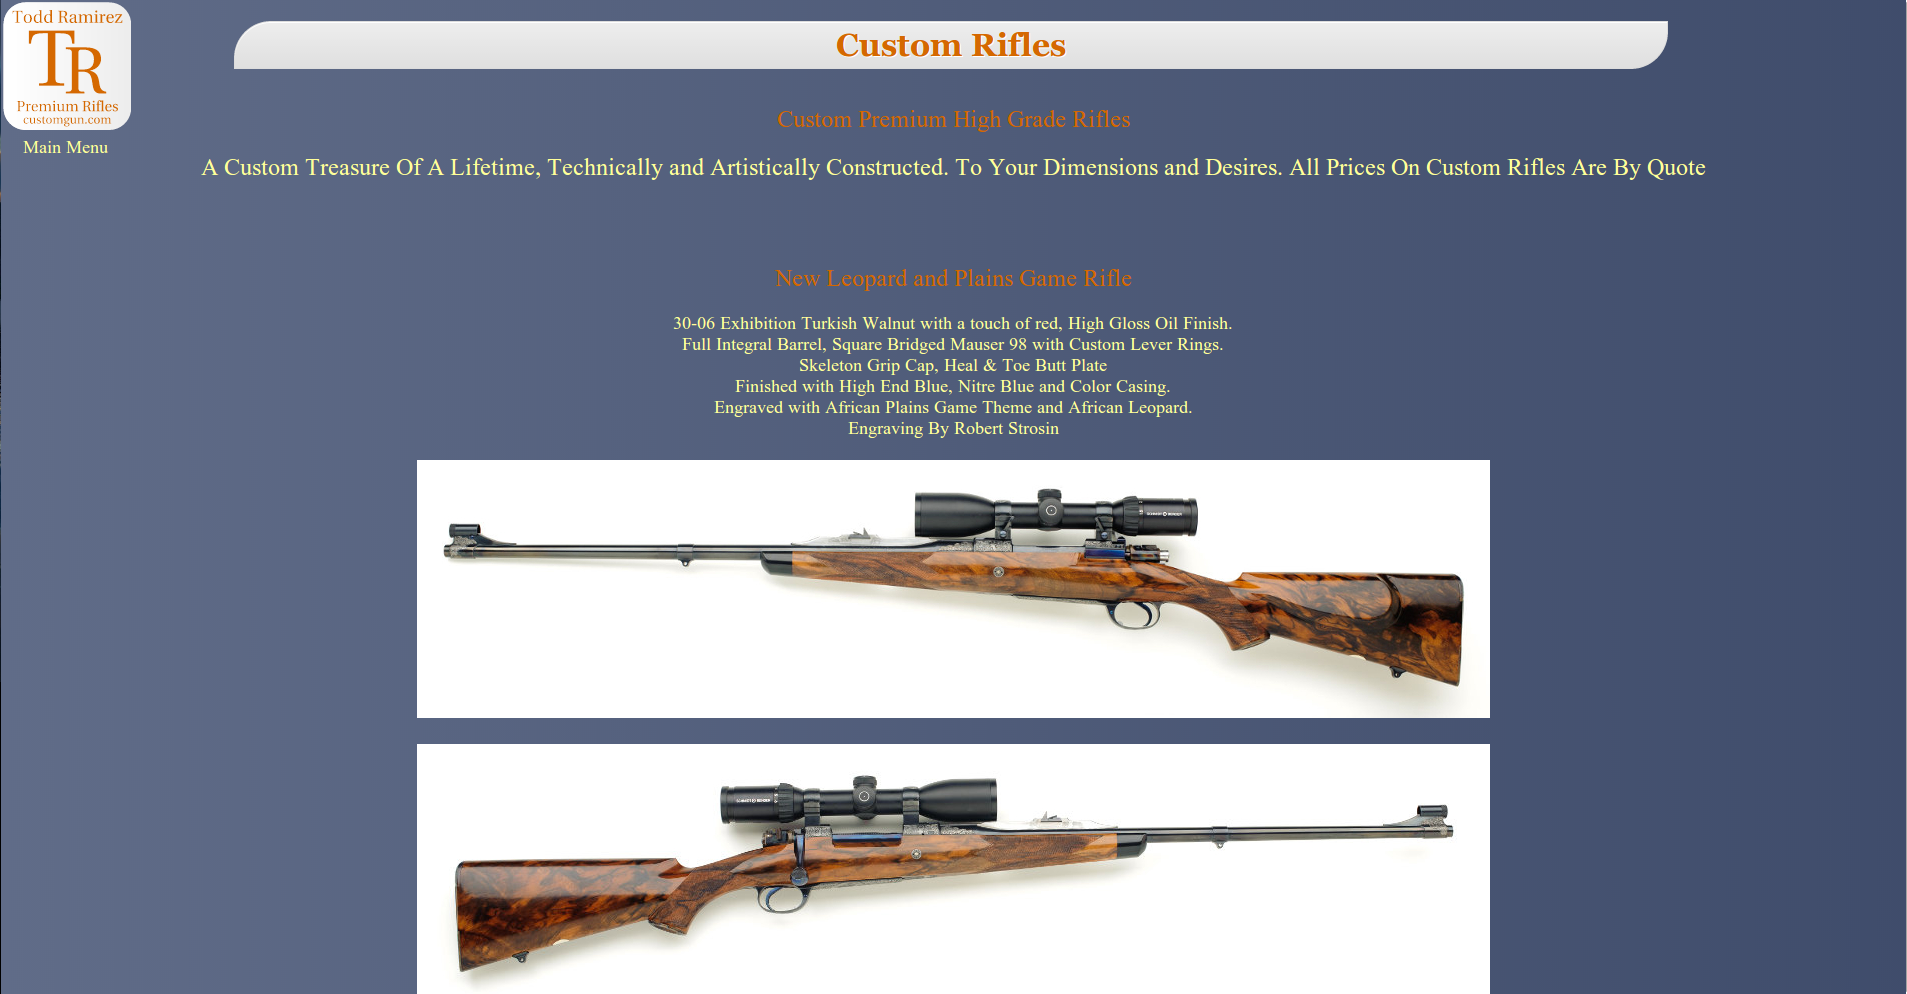 Todd Ramirez
TR
Premium Rifles
customgun.com
Main Menu
Custom Rifles
Custom Premium High Grade Rifles
A Custom Treasure Of A Lifetime, Technically and Artistically Constructed. To Your Dimensions and Desires. All Prices On Custom Rifles Are By Quote
New Leopard and Plains Game Rifle
30-06 Exhibition Turkish Walnut with a touch of red, High Gloss Oil Finish.
Full Integral Barrel, Square Bridged Mauser 98 with Custom Lever Rings.
Skeleton Grip Cap, Heal & Toe Butt Plate
Finished with High End Blue, Nitre Blue and Color Casing.
Engraved with African Plains Game Theme and African Leopard.
Engraving By Robert Strosin